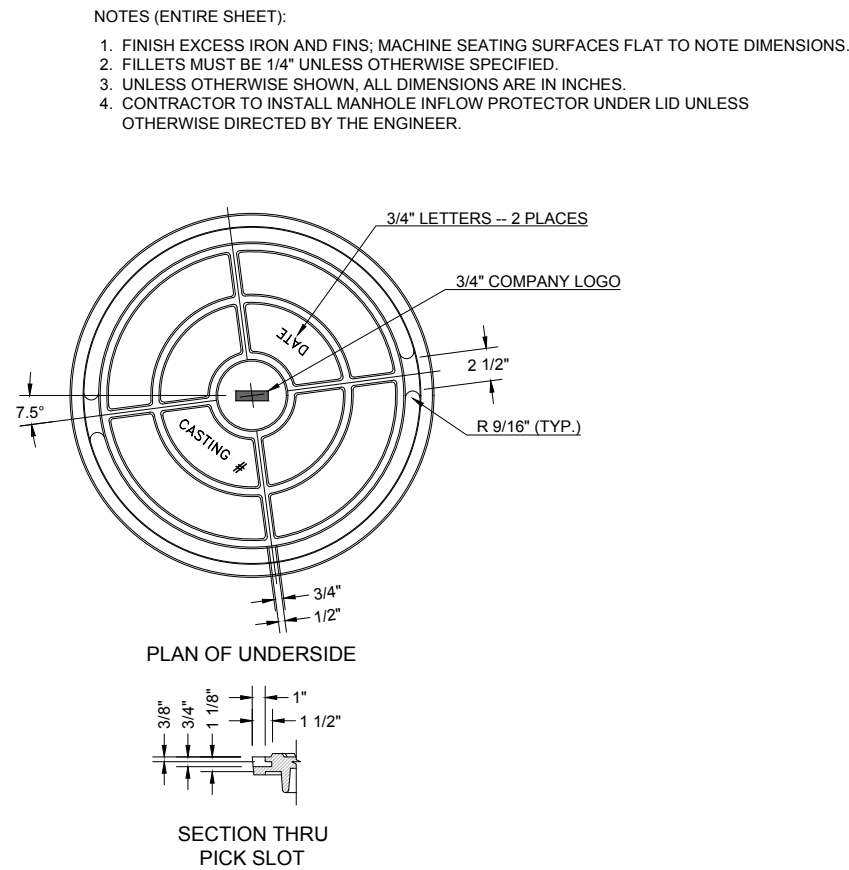 NOTES (ENTIRE SHEET):
1. FINISH EXCESS IRON AND FINS; MACHINE SEATING SURFACES FLAT TO NOTE DIMENSIONS.
2. FILLETS MUST BE 1/4" UNLESS OTHERWISE SPECIFIED.
3. UNLESS OTHERWISE SHOWN, ALL DIMENSIONS ARE IN INCHES.
4. CONTRACTOR TO INSTALL MANHOLE INFLOW PROTECTOR UNDER LID UNLESS
OTHERWISE DIRECTED BY THE ENGINEER.
3/4" LETTERS -- 2 PLACES
3/4" COMPANY LOGO
DATE
2 1/2"
7.5°
R 9/16" (TYP.)
CASTING #
3/4"
1/2"
PLAN OF UNDERSIDE
3/8"
3/4"
1 1/8"
1"
1 1/2"
SECTION THRU
PICK SLOT